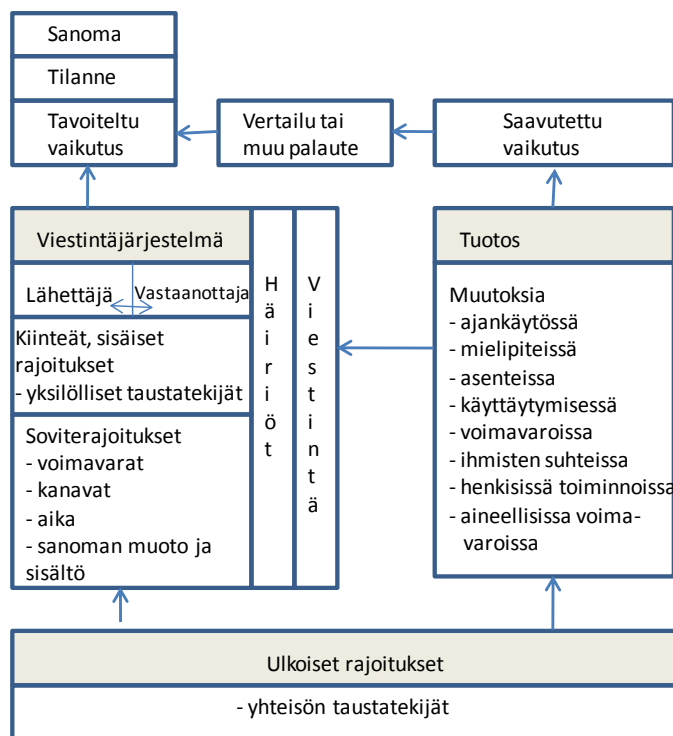 Sanoma
Tilanne
Tavoiteltu
vaikutus
Vertailu tai
muu palaute
Saavutettu
vaikutus
Viestintäjärjestelmä
Lähettäjä
Vastaanottaja
Kiinteät, sisäiset
rajoitukset
- yksilölliset taustatekijät
Soviterajoitukset
- voimavarat
- kanavat
- aika
- sanoman muoto ja
sisältö
H
ä
i
r
i
ö
t
V
i
e
s
t
i
n
t
ä
Tuotos
Muutoksia
- ajankäytössä
- mielipiteissä
- asenteissa
- käyttäytymisessä
- voimavaroissa
- ihmisten suhteissa
- henkisissä toiminnoissa
- aineellisissa voima-
varoissa
Ulkoiset rajoitukset
- yhteisön taustatekijät